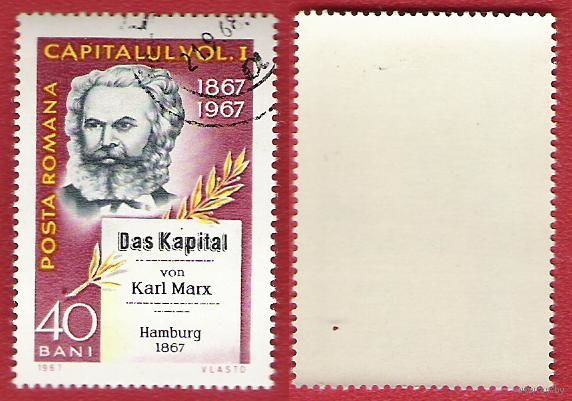 CAPITALUL VOL. I
1867
1967
POSTA ROMANA
Das Kapital
von
Karl Marx
Hamburg
1867
40
BANI
1967
VLASTO